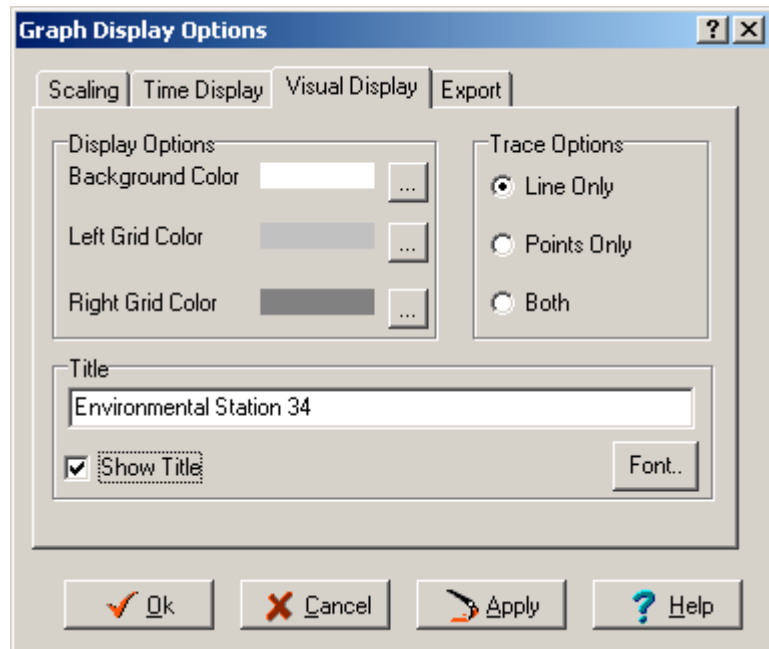 Graph Display Options
Scaling Time Display Visual Display Export
Display Options
Background Color ...
Left Grid Color ...
Right Grid Color ...
Trace Options
Line Only
Points Only
Both
Title
Environmental Station 34
Show Title
Font..
Ok Cancel Apply Help